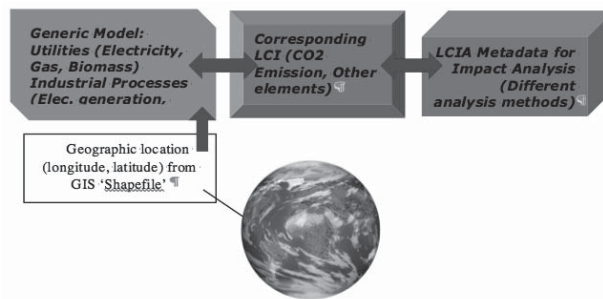 Generic Model:
Utilities (Electricity,
Gas, Biomass)
Industrial Processes
(Elec. generation,
Corresponding
LCI (CO2
Emission, Other
elements)¶
LCIA Metadata for
Impact Analysis
(Different
analysis methods)¶
Geographic location
(longitude, latitude) from
GIS ‘Shapefile’ ¶